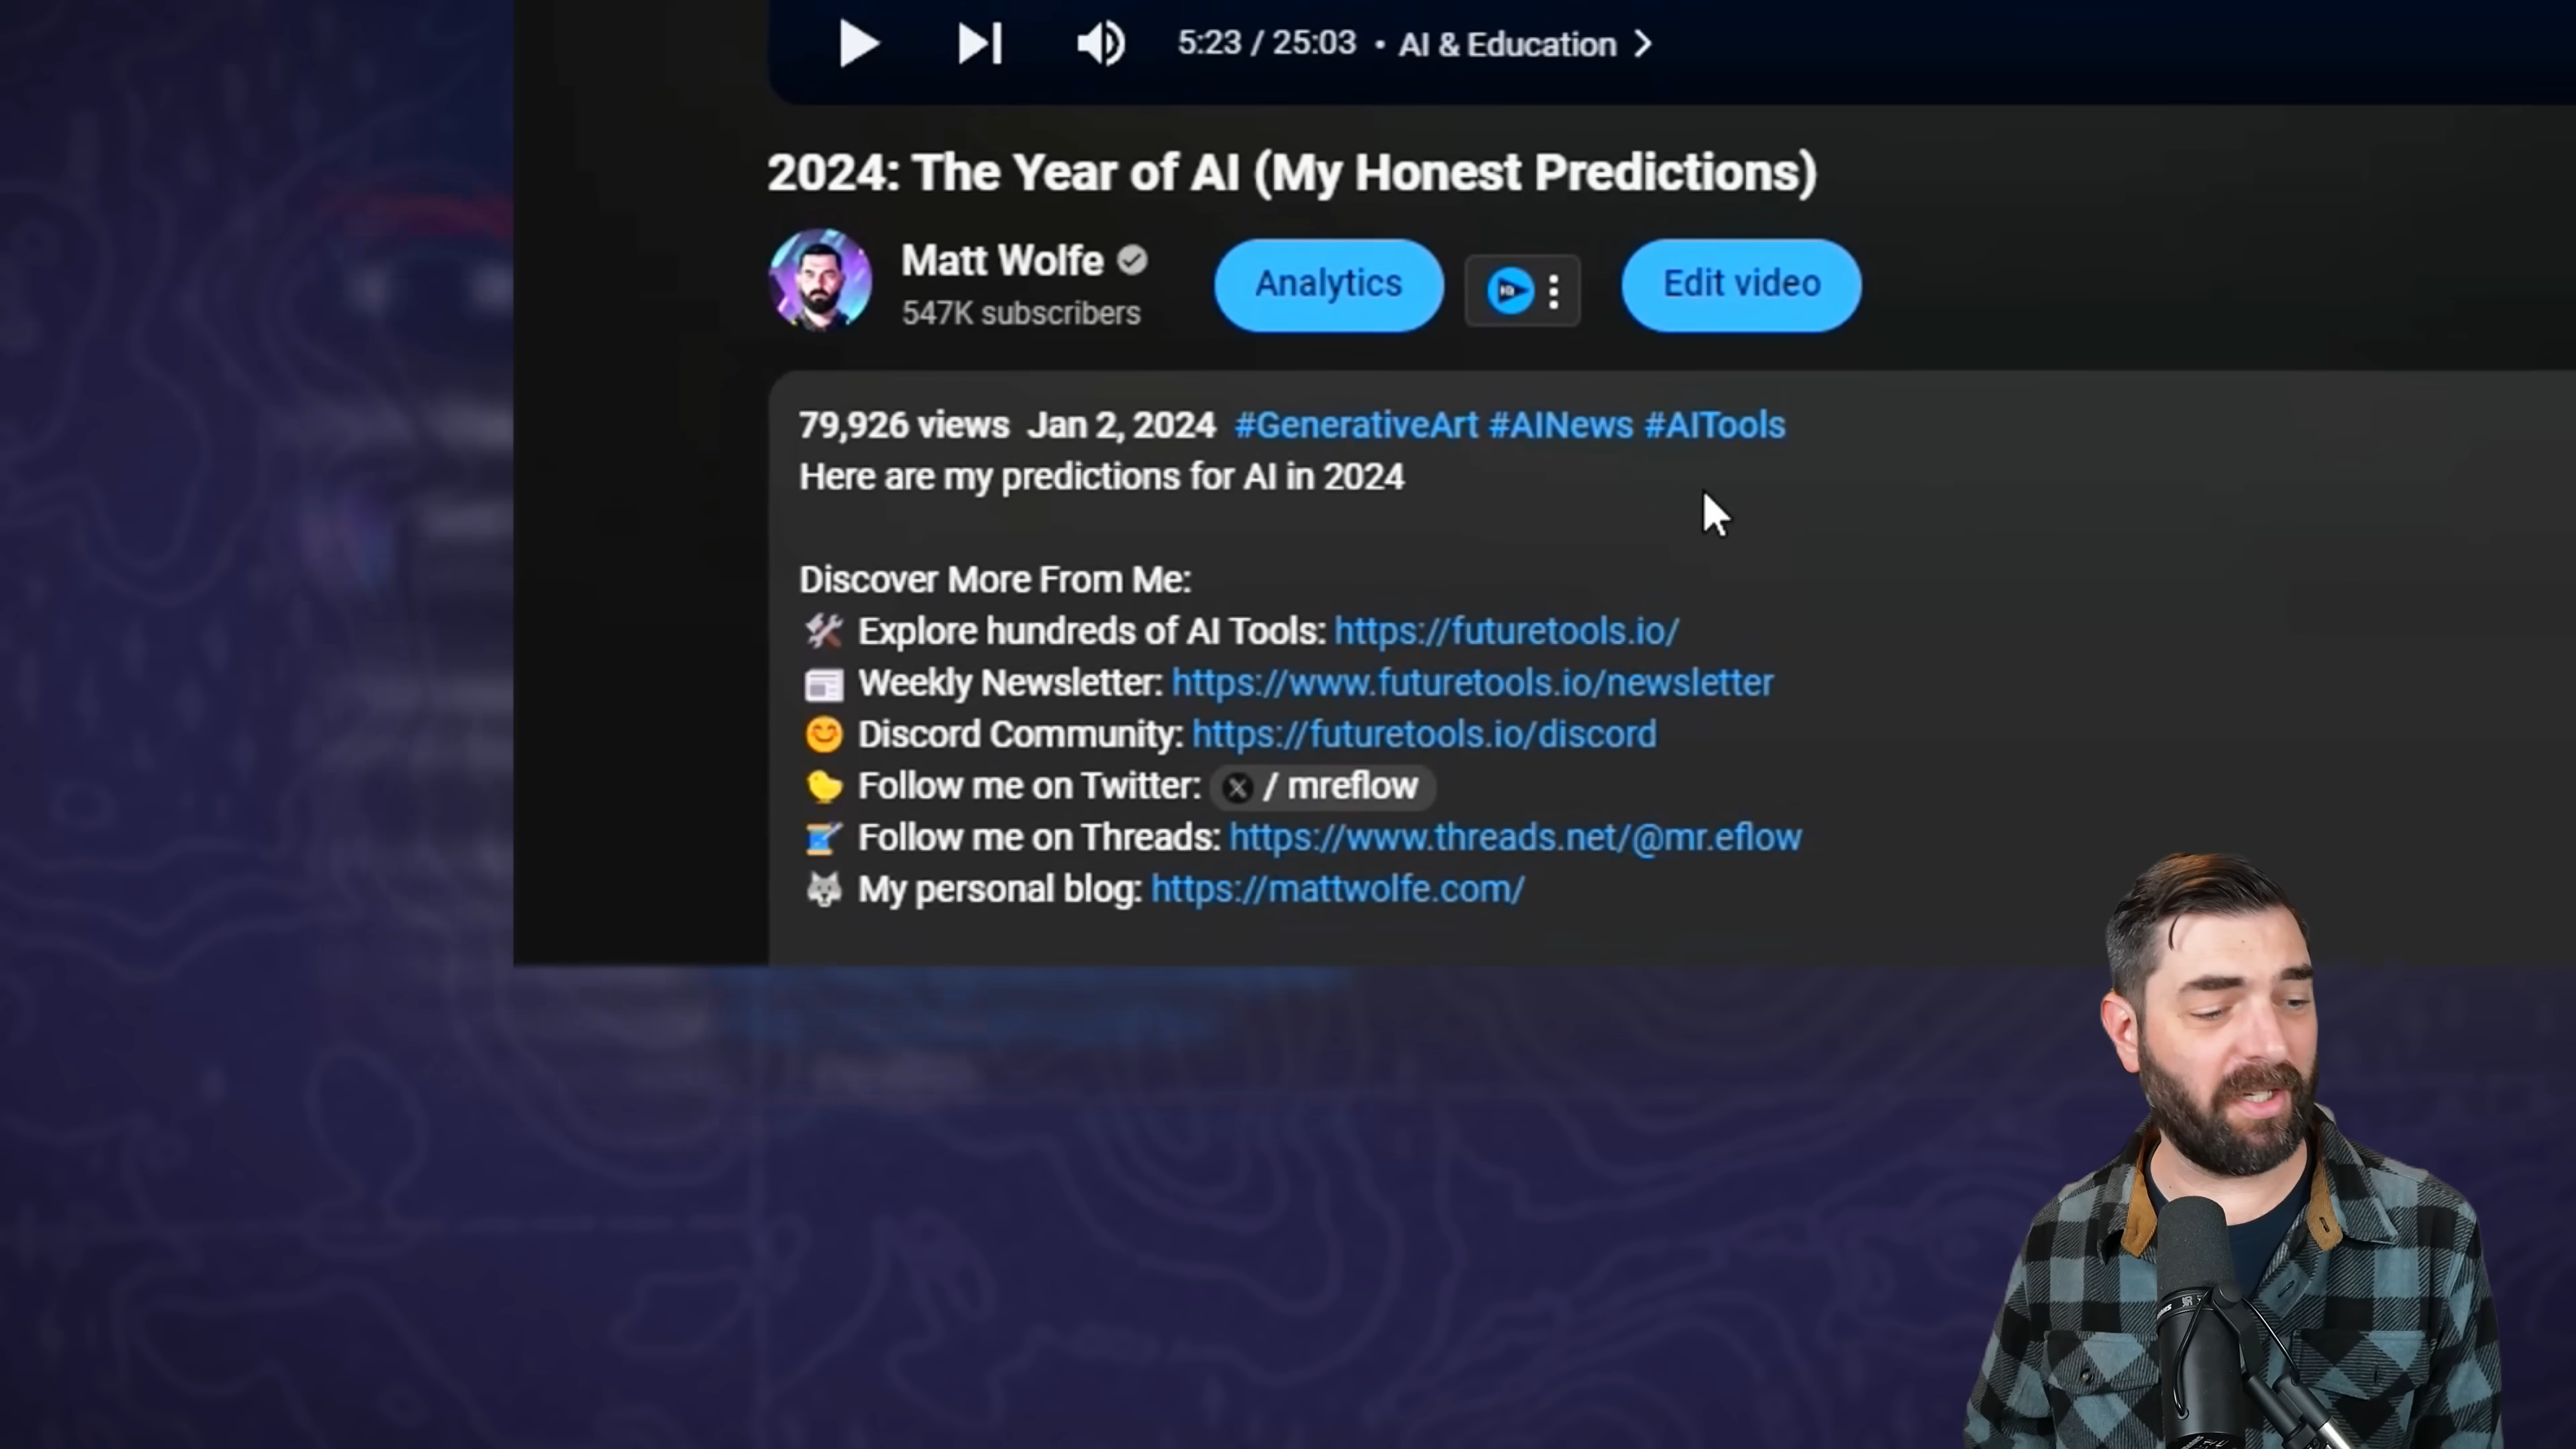 5:23 / 25:03 • AI & Education
2024: The Year of AI (My Honest Predictions)
Matt Wolfe
547K subscribers
Analytics
Edit video
79,926 views Jan 2, 2024 #GenerativeArt #AINews #AITools
Here are my predictions for AI in 2024
Discover More From Me:
🛠️ Explore hundreds of AI Tools: https://futuretools.io/
📰 Weekly Newsletter: https://www.futuretools.io/newsletter
😊 Discord Community: https://futuretools.io/discord
🐤 Follow me on Twitter: X / mreflow
🧵 Follow me on Threads: https://www.threads.net/@mr.eflow
🐺 My personal blog: https://mattwolfe.com/